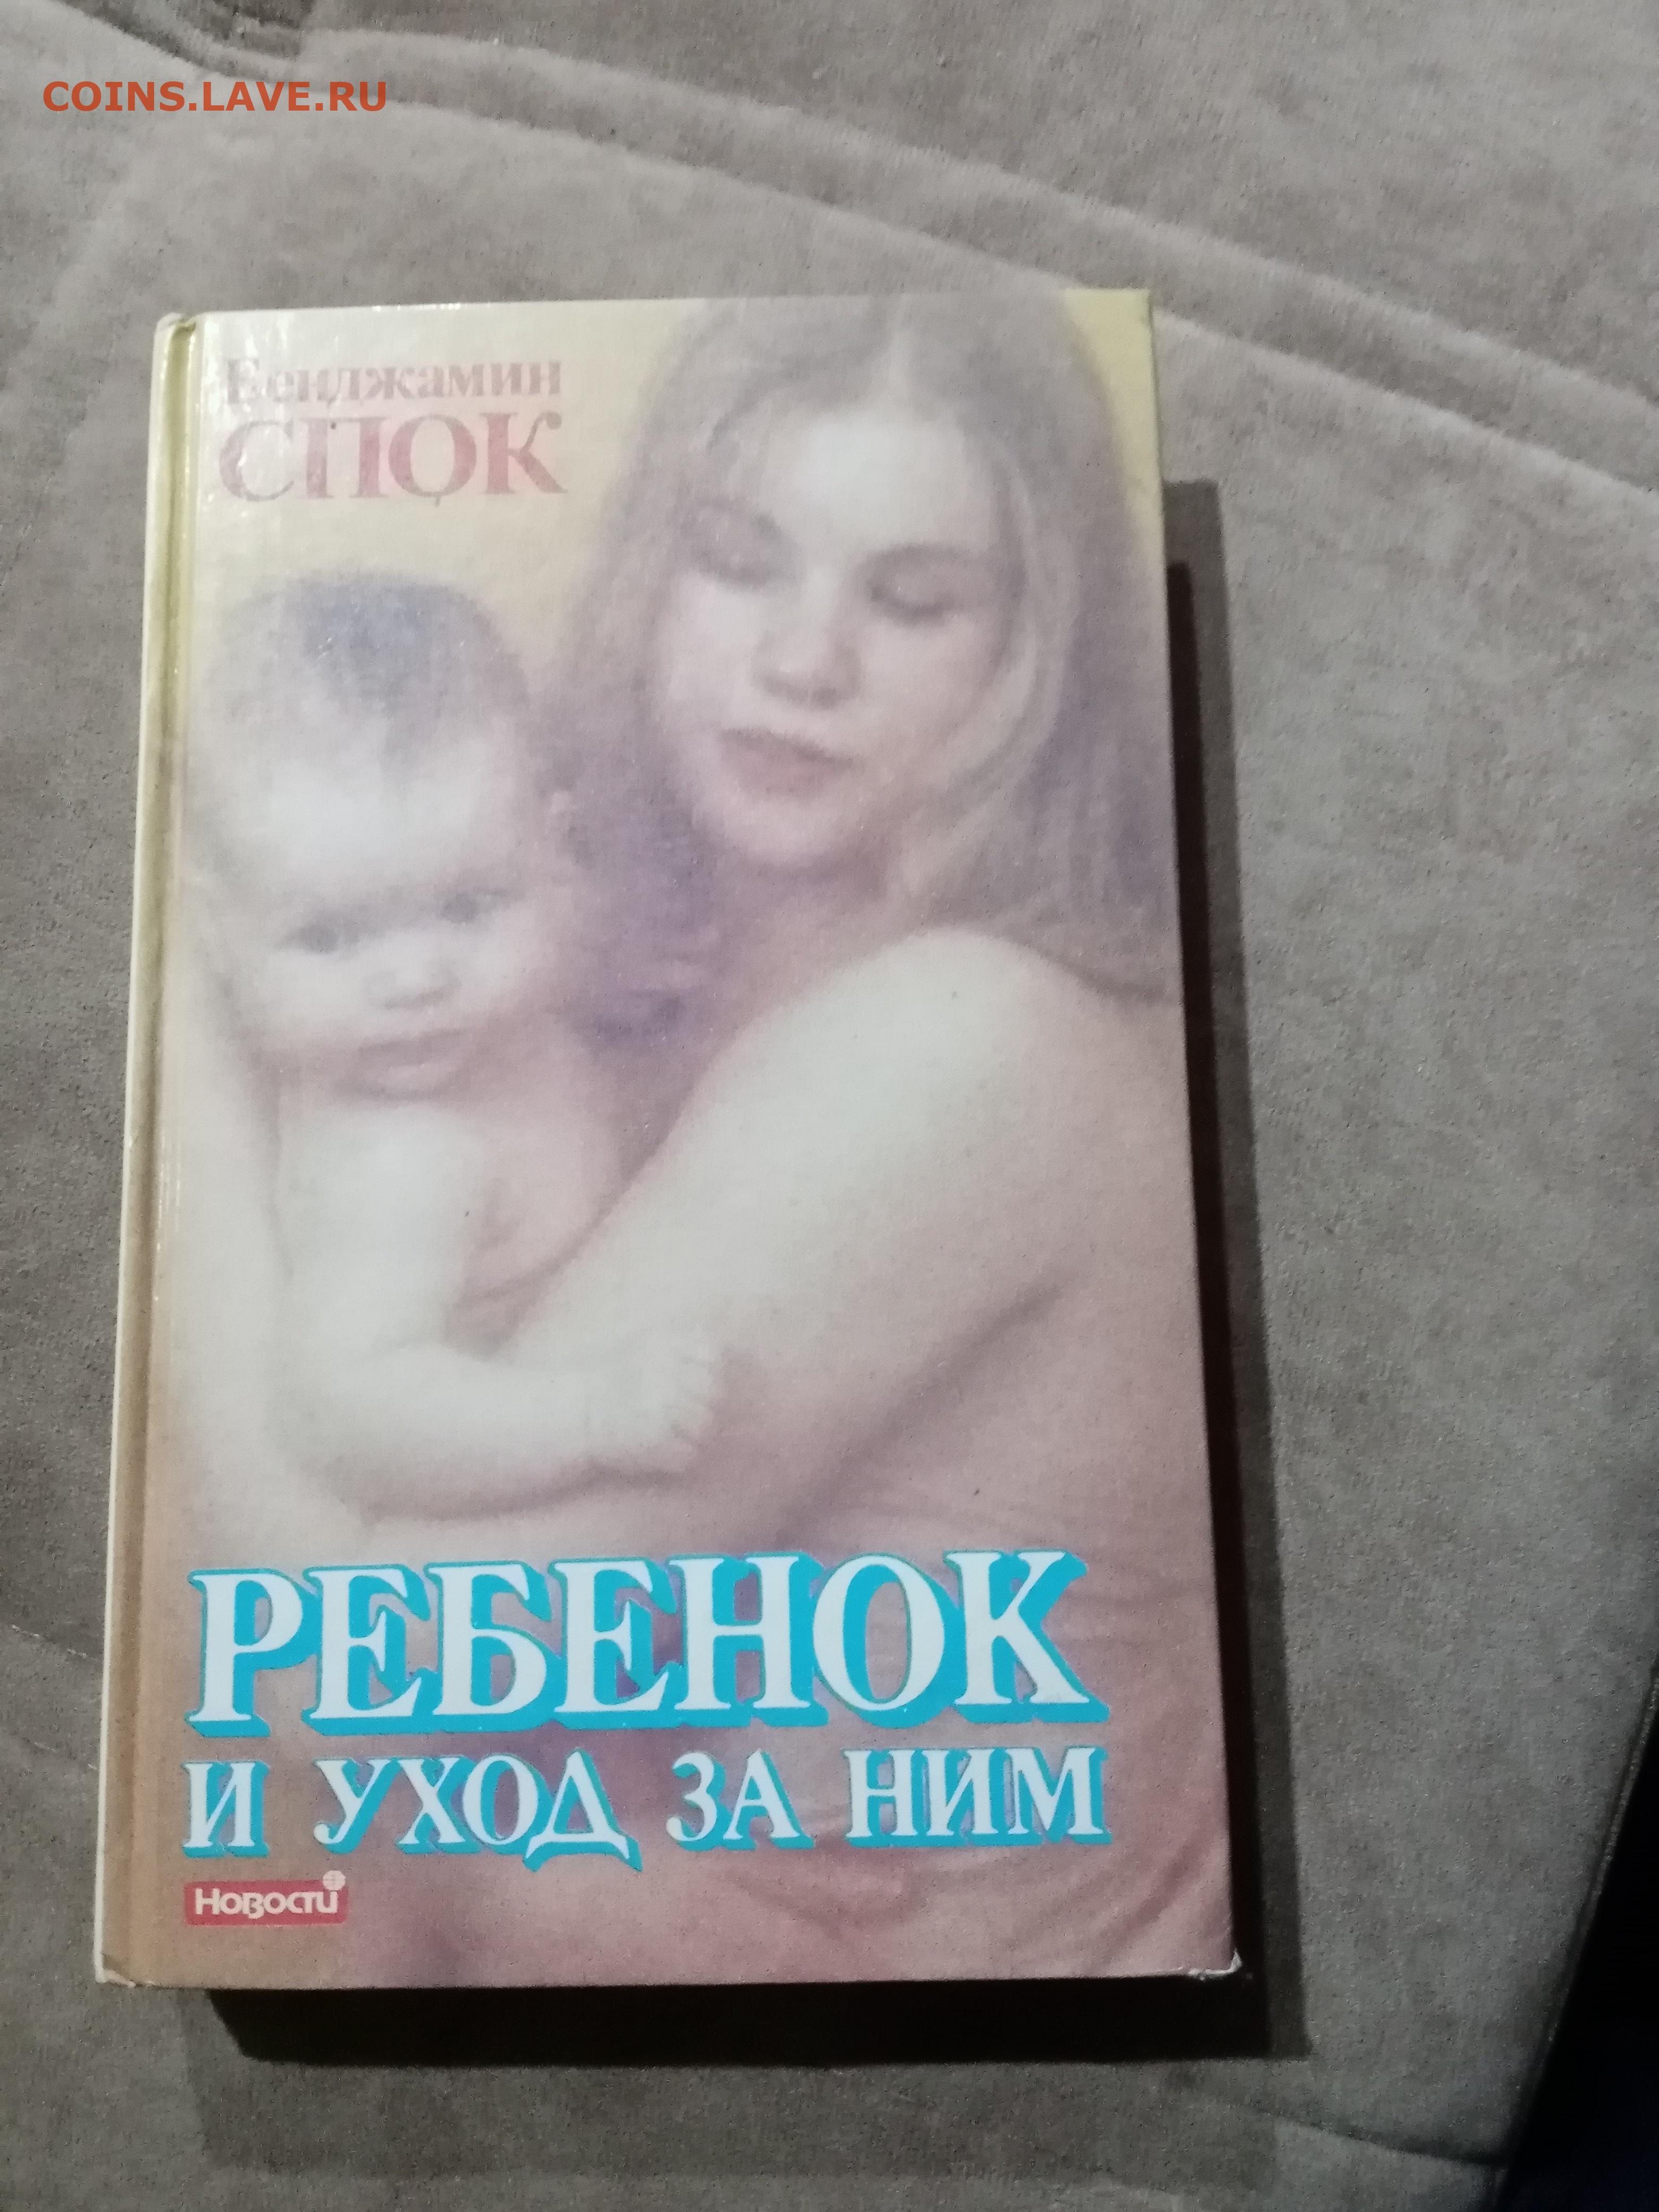 COINS.LAVE.RU
Бенджамин
СПОК
РЕБЕНОК
И УХОД ЗА НИМ
Новости